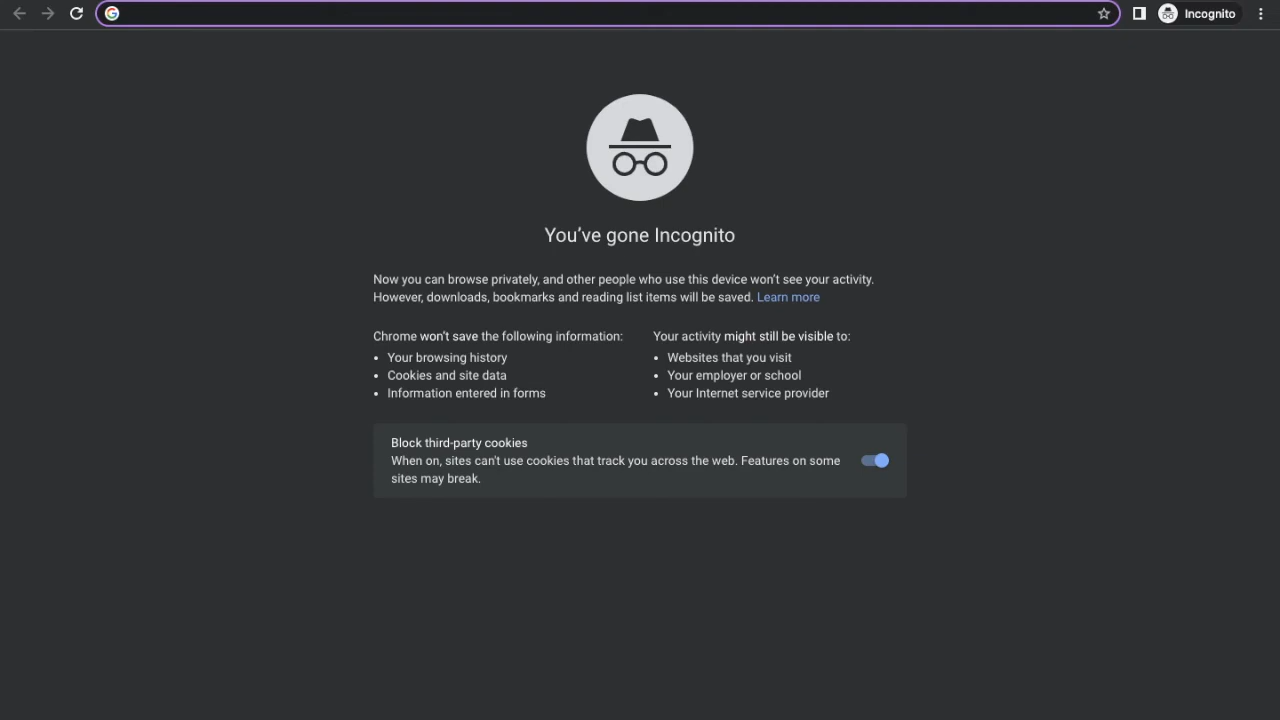 Incognito
You've gone Incognito
Now you can browse privately, and other people who use this device won't see your activity.
However, downloads, bookmarks and reading list items will be saved. Learn more
Chrome won't save the following information:
• Your browsing history
• Cookies and site data
• Information entered in forms
Your activity might still be visible to:
• Websites that you visit
• Your employer or school
• Your Internet service provider
Block third-party cookies
When on, sites can't use cookies that track you across the web. Features on some
sites may break.